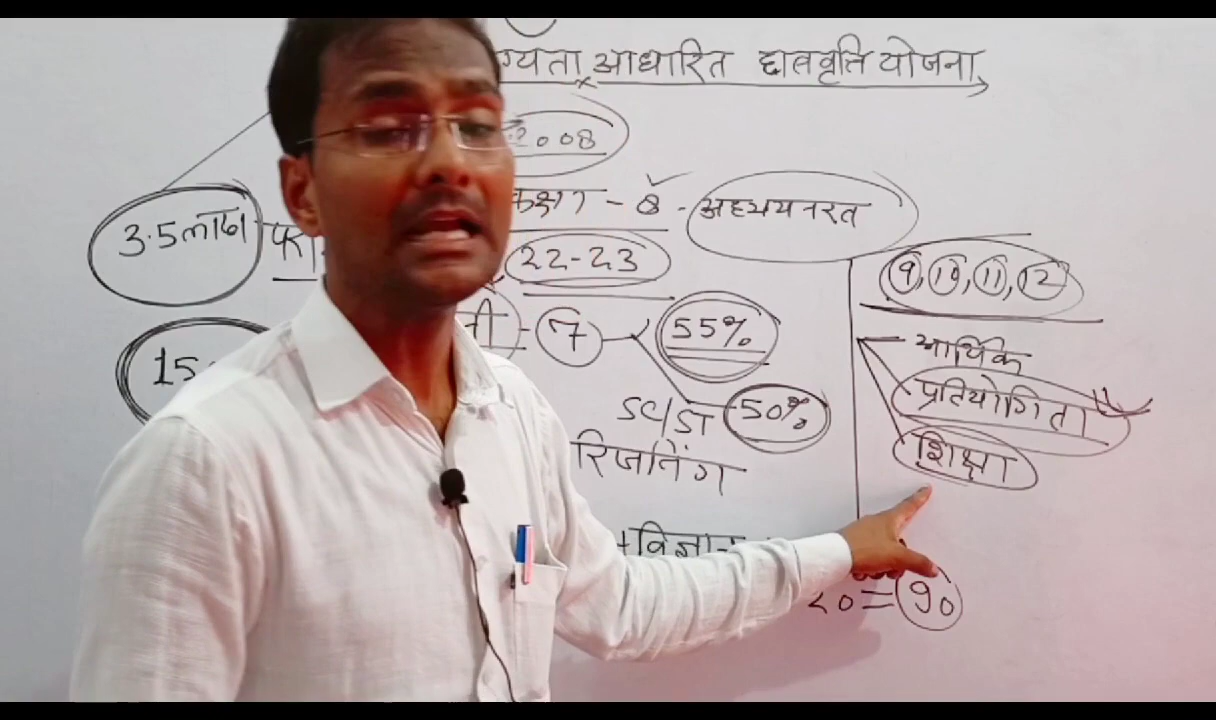 ग्यता आधारित छात्रवृत्ति योजना
2008
कक्षा - 8 - अध्ययनरत
3.5 लाख
22-23
9, 10, 11, 12
7
55%
आर्थिक
15
प्रतियोगिता
SC/ST 50%
शिक्षा
रिजनिंग
+ विज्ञान
20 = 90